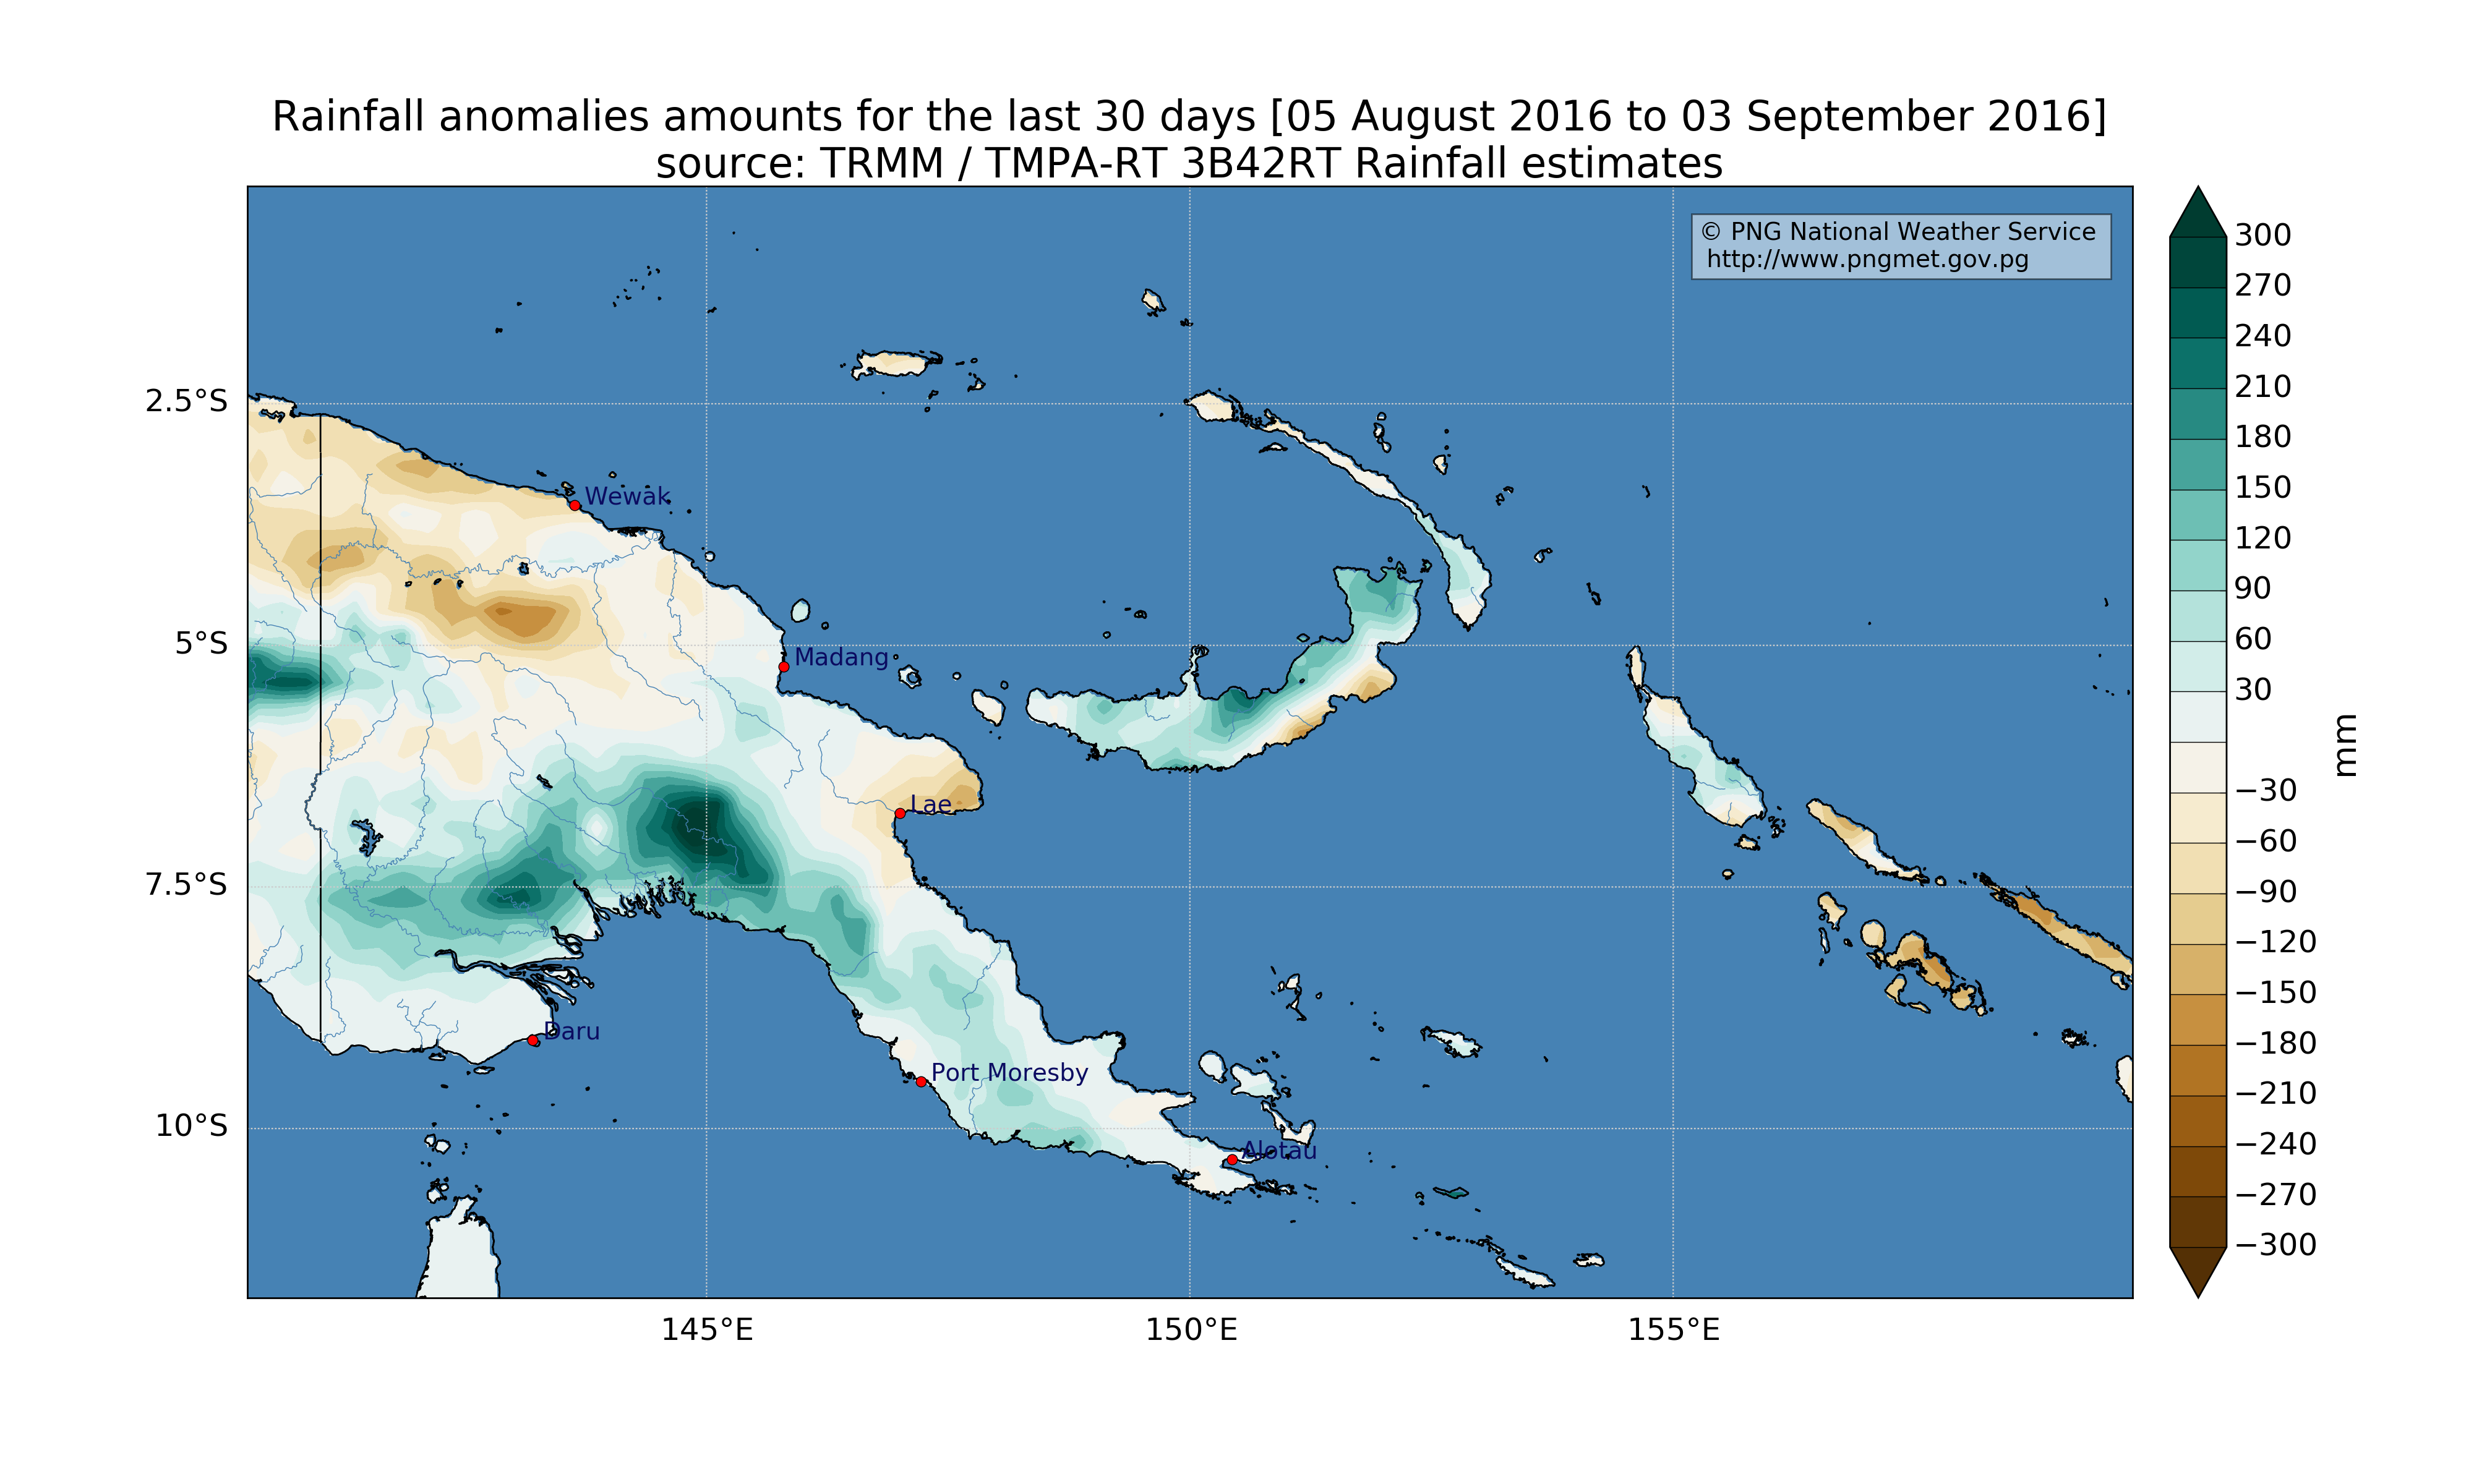 Rainfall anomalies amounts for the last 30 days [05 August 2016 to 03 September 2016]
source: TRMM / TMPA-RT 3B42RT Rainfall estimates
© PNG National Weather Service
http://www.pngmet.gov.pg
2.5°S
5°S
7.5°S
10°S
145°E
150°E
155°E
Wewak
Madang
Lae
Daru
Port Moresby
Alotau
300
270
240
210
180
150
120
90
60
30
−30
−60
−90
−120
−150
−180
−210
−240
−270
−300
mm